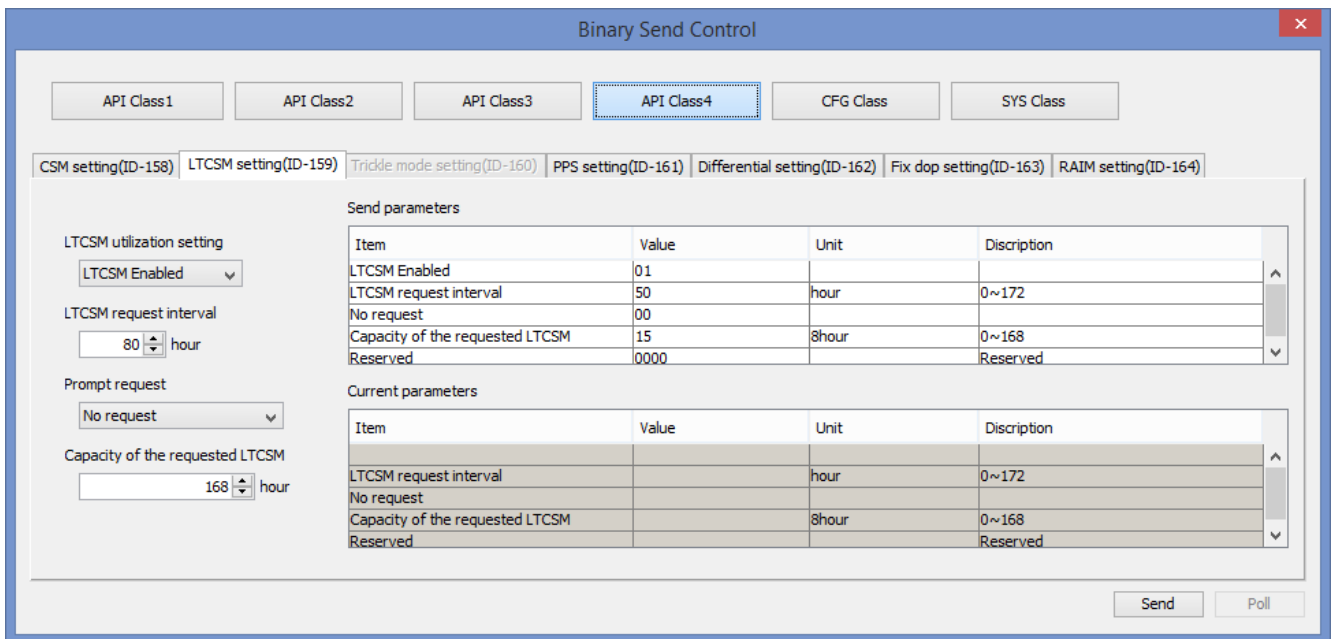 Binary Send Control
API Class1 API Class2 API Class3 API Class4 CFG Class SYS Class
CSM setting(ID-158) LTCSM setting(ID-159) Trickle mode setting(ID-160) PPS setting(ID-161) Differential setting(ID-162) Fix dop setting(ID-163) RAIM setting(ID-164)
LTCSM utilization setting
LTCSM Enabled
LTCSM request interval
80 hour
Prompt request
No request
Capacity of the requested LTCSM
168 hour
Send parameters
Item Value Unit Discription
LTCSM Enabled 01
LTCSM request interval 50 hour 0~172
No request 00
Capacity of the requested LTCSM 15 8hour 0~168
Reserved 0000 Reserved
Current parameters
Item Value Unit Discription
LTCSM request interval hour 0~172
No request
Capacity of the requested LTCSM 8hour 0~168
Reserved Reserved
Send Poll